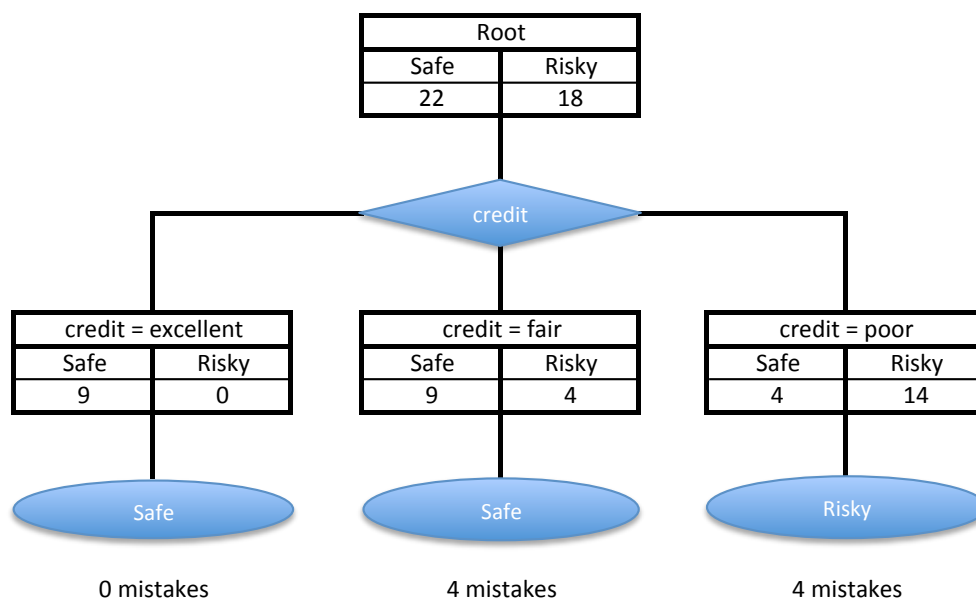 Root
Safe Risky
22 18
credit
credit = excellent
Safe Risky
9 0
credit = fair
Safe Risky
9 4
credit = poor
Safe Risky
4 14
Safe
Safe
Risky
0 mistakes
4 mistakes
4 mistakes